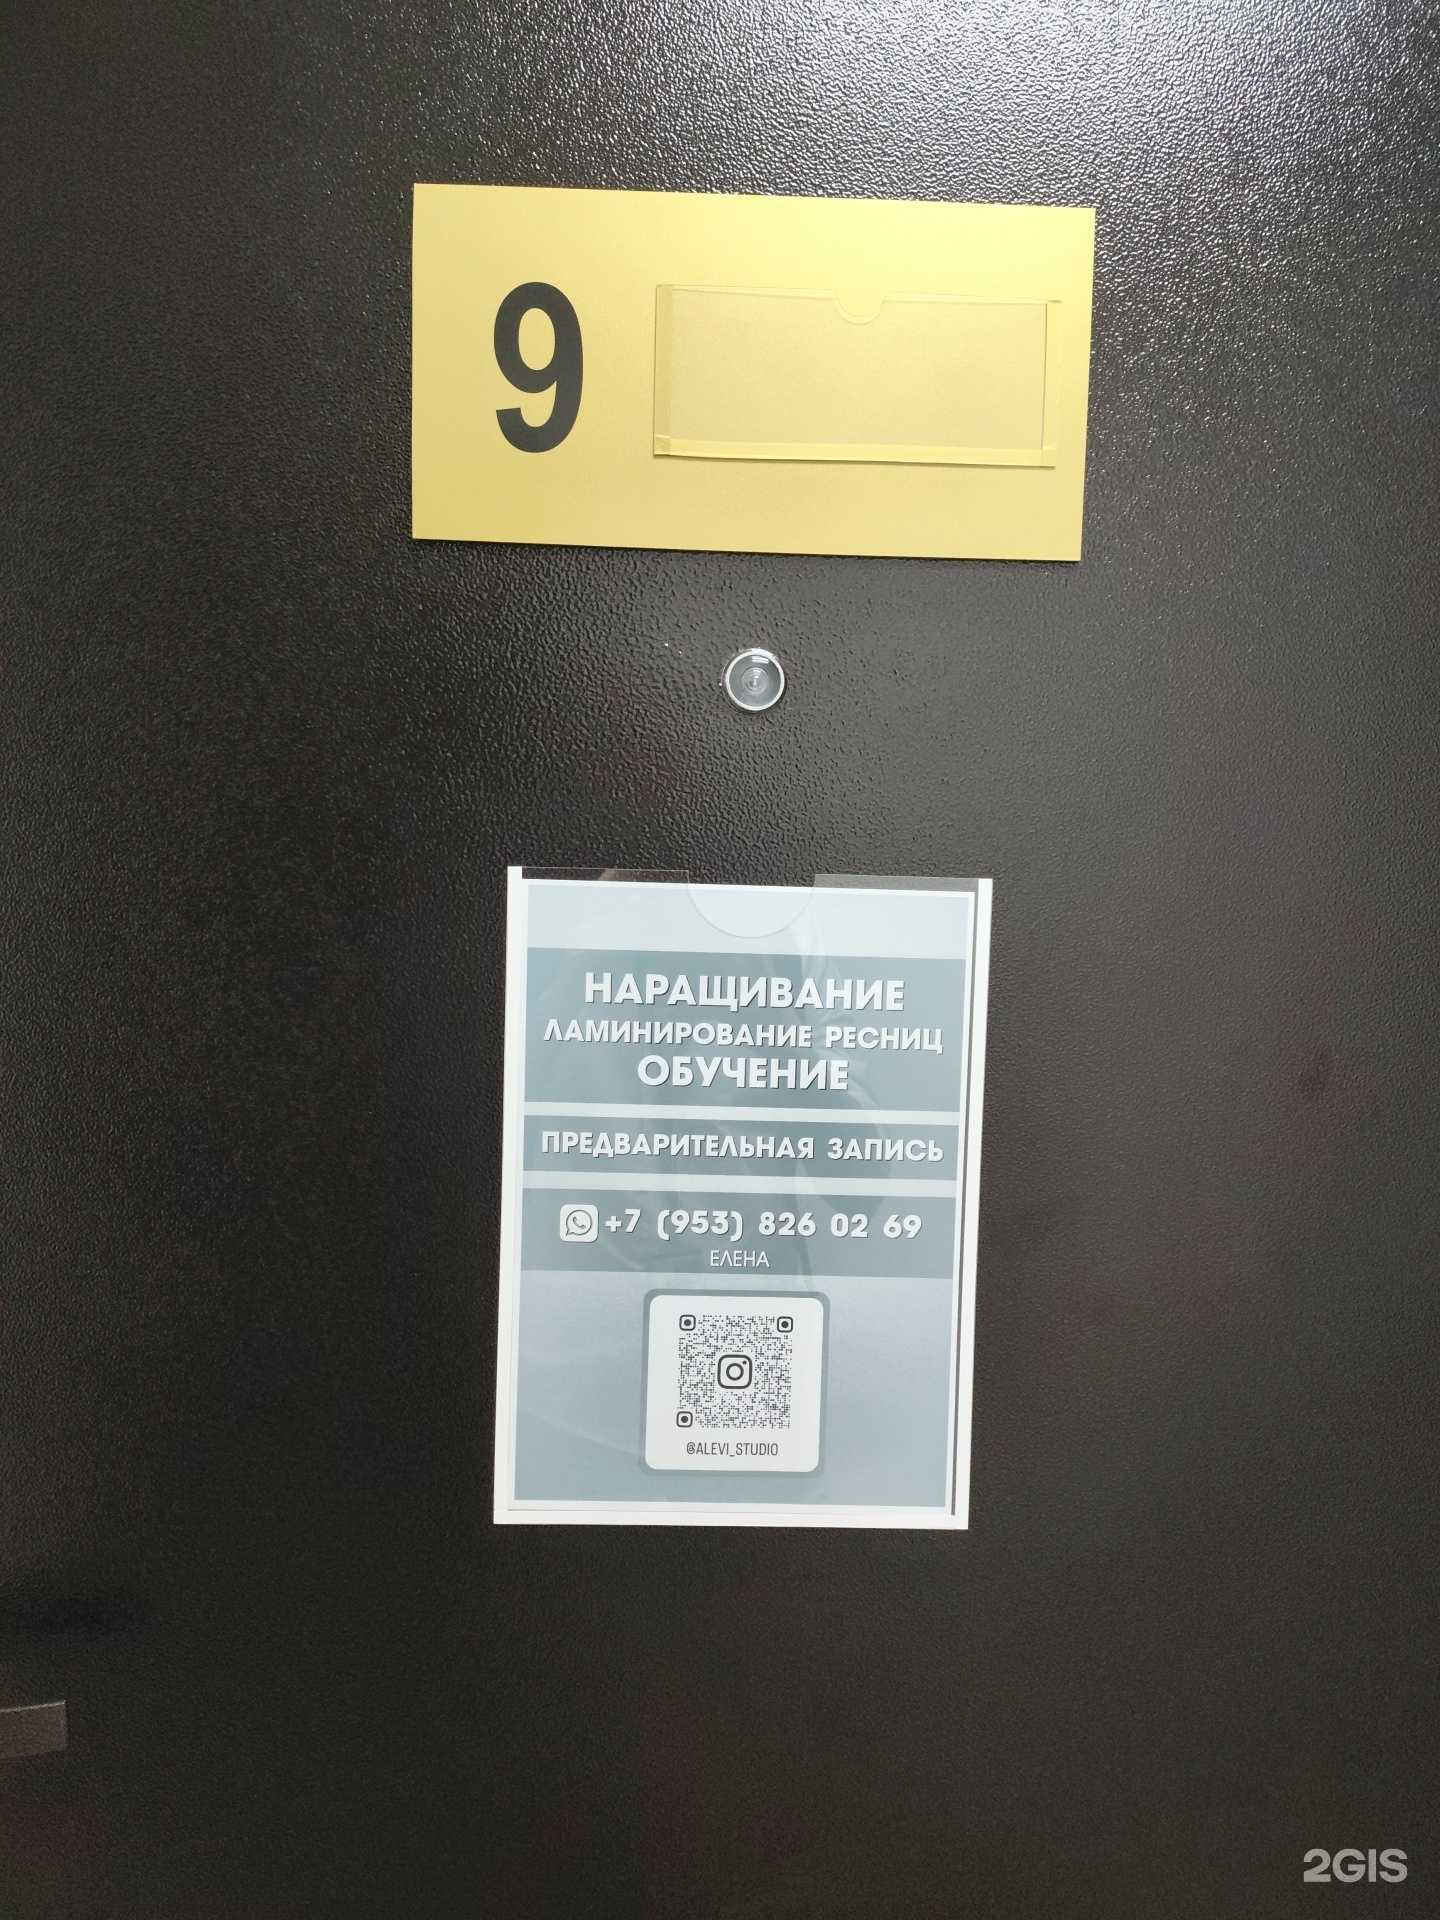 9
НАРАЩИВАНИЕ
ЛАМИНИРОВАНИЕ РЕСНИЦ
ОБУЧЕНИЕ
ПРЕДВАРИТЕЛЬНАЯ ЗАПИСЬ
+7 (953) 826 02 69
ЕЛЕНА
@ALEVI_STUDIO
2GIS